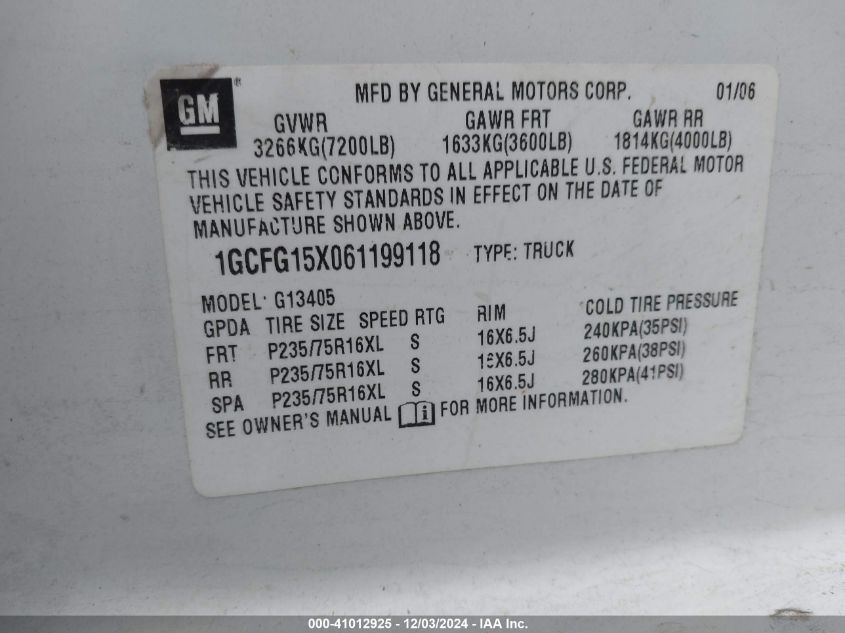 GM®
MFD BY GENERAL MOTORS CORP. 01/06
GVWR GAWR FRT GAWR RR
3266KG(7200LB) 1633KG(3600LB) 1814KG(4000LB)
THIS VEHICLE CONFORMS TO ALL APPLICABLE U.S. FEDERAL MOTOR
VEHICLE SAFETY STANDARDS IN EFFECT ON THE DATE OF
MANUFACTURE SHOWN ABOVE.
1GCFG15X061199118 TYPE: TRUCK
MODEL: G13405
GPDA TIRE SIZE SPEED RTG RIM COLD TIRE PRESSURE
FRT P235/75R16XL S 16X6.5J 240KPA(35PSI)
RR P235/75R16XL S 16X6.5J 260KPA(38PSI)
SPA P235/75R16XL S 16X6.5J 280KPA(41PSI)
SEE OWNER'S MANUAL i FOR MORE INFORMATION.
000-41012925 - 12/03/2024 - IAA Inc.